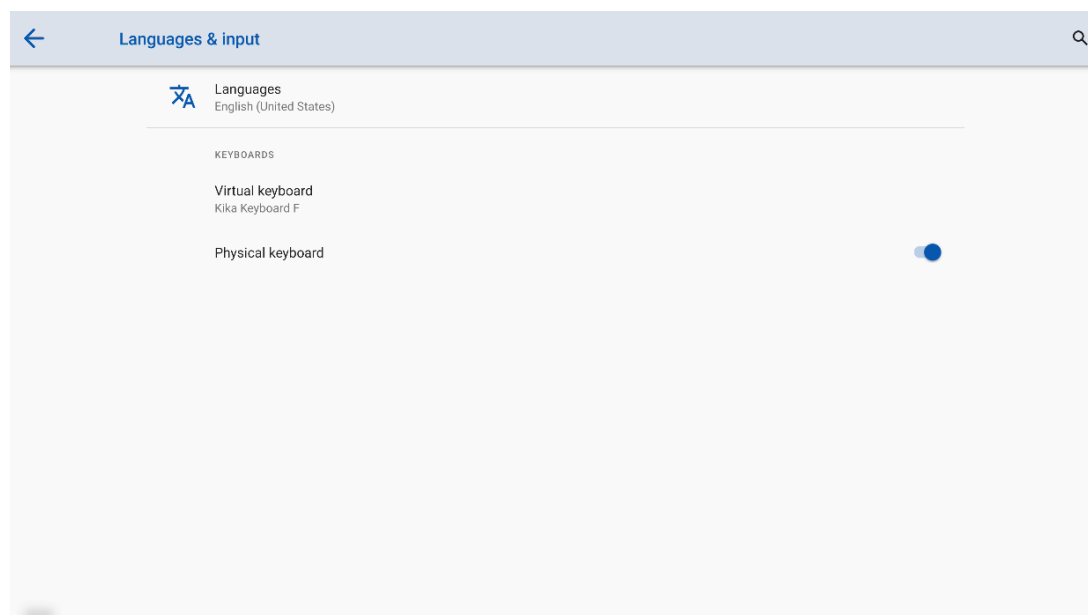 Languages & input
Languages
English (United States)
KEYBOARDS
Virtual keyboard
Kika Keyboard F
Physical keyboard